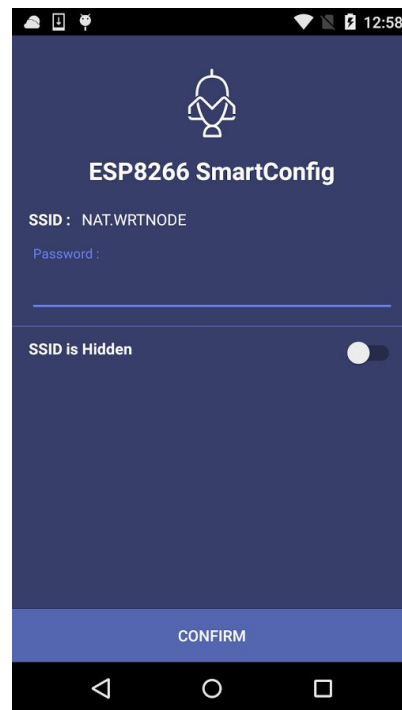 12:58
ESP8266 SmartConfig
SSID : NAT.WRTNODE
Password :
SSID is Hidden
CONFIRM